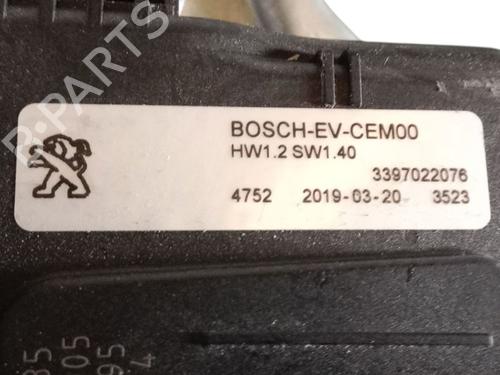 B-PARTS
BOSCH-EV-CEM00
HW1.2 SW1.40
3397022076
4752 2019-03-20 3523